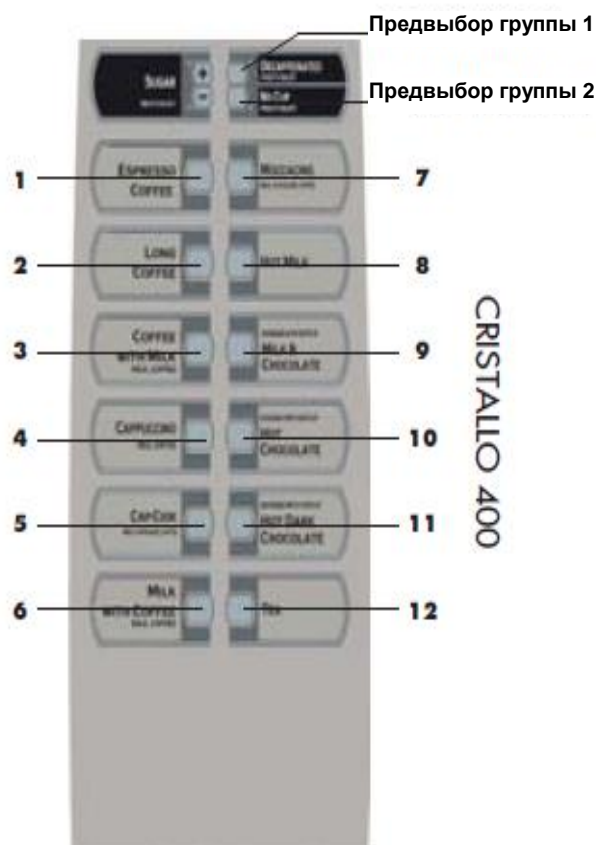 Предвыбор группы 1
Предвыбор группы 2
SUGAR
+
−
DECAFFEINATED
NO CUP
1
ESPRESSO
COFFEE
7
2
LONG
COFFEE
HOT MILK
8
3
COFFEE
WITH MILK
MILK &
CHOCOLATE
9
4
CAPPUCCINO
HOT
CHOCOLATE
10
5
HOT DARK
CHOCOLATE
11
6
MILK
WITH COFFEE
TEA
12
CRISTALLO 400